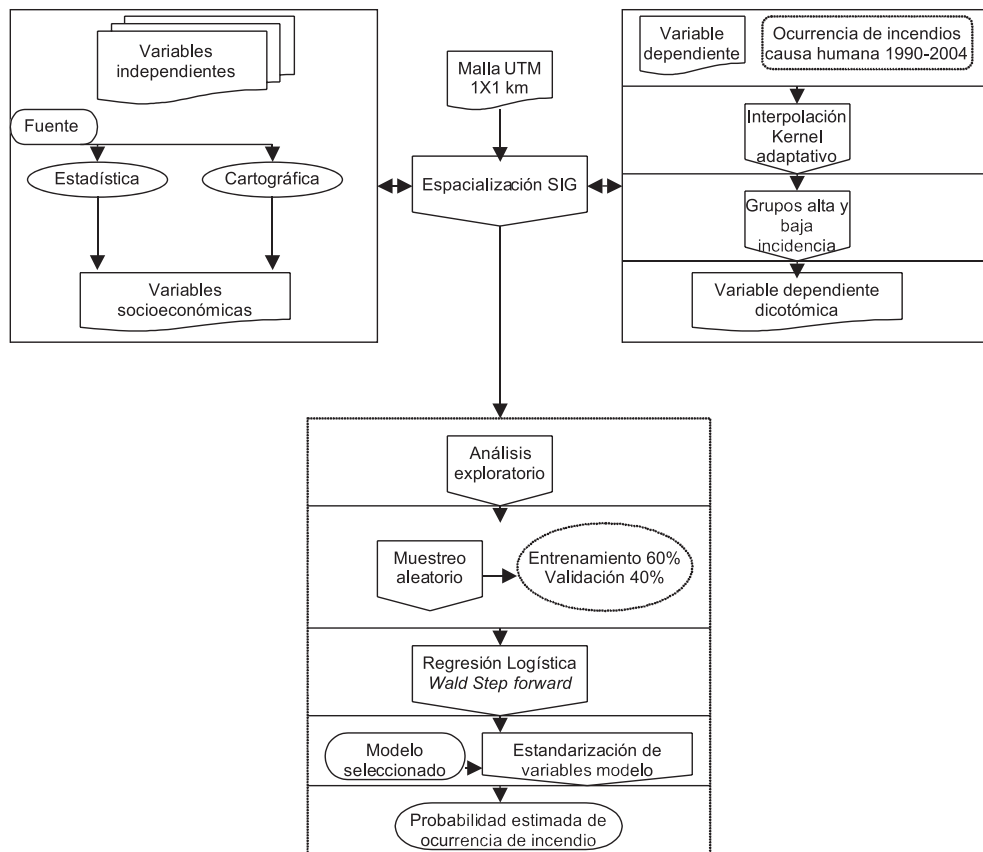 Variables
independientes
Fuente
Estadística
Cartográfica
Variables
socioeconómicas
Malla UTM
1X1 km
Espacialización SIG
Variable
dependiente
Ocurrencia de incendios
causa humana 1990-2004
Interpolación
Kernel
adaptativo
Grupos alta y
baja
incidencia
Variable dependiente
dicotómica
Análisis
exploratorio
Muestreo
aleatorio
Entrenamiento 60%
Validación 40%
Regresión Logística
Wald Step forward
Modelo
seleccionado
Estandarización de
variables modelo
Probabilidad estimada de
ocurrencia de incendio